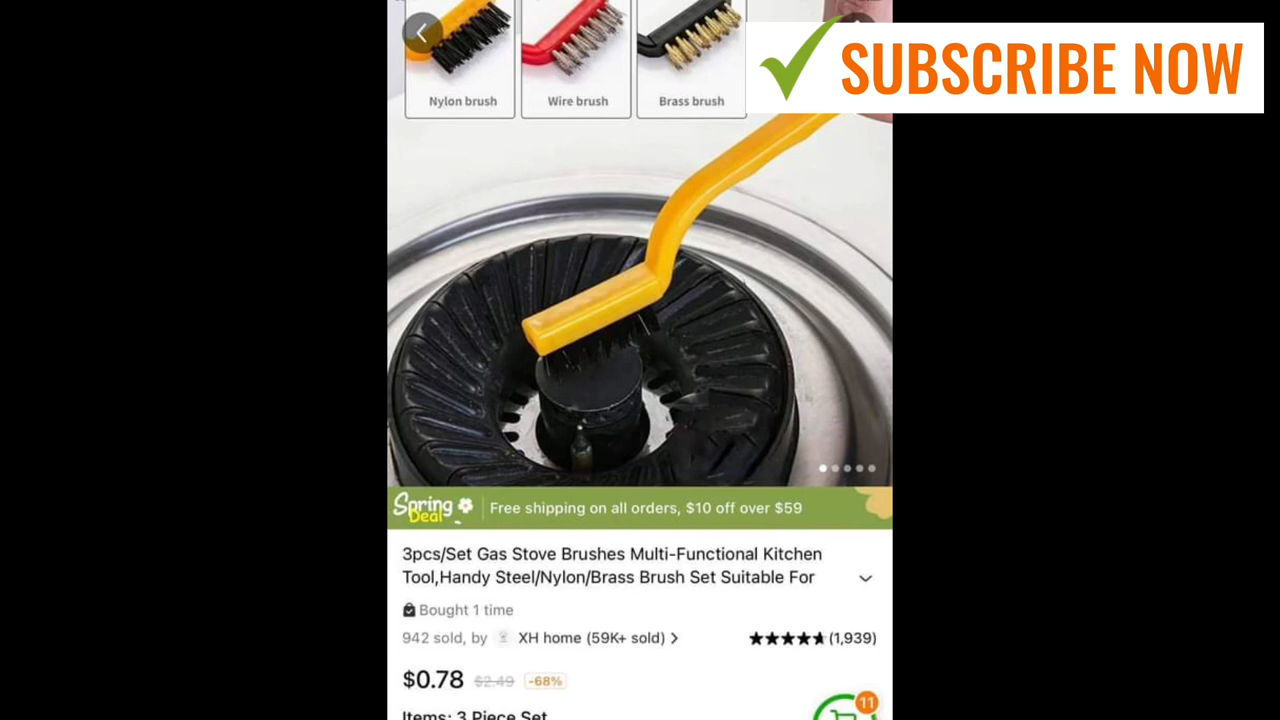 SUBSCRIBE NOW
Nylon brush
Wire brush
Brass brush
Spring Deal
Free shipping on all orders, $10 off over $59
3pcs/Set Gas Stove Brushes Multi-Functional Kitchen
Tool,Handy Steel/Nylon/Brass Brush Set Suitable For
Bought 1 time
942 sold, by XH home (59K+ sold) >
(1,939)
$0.78 $2.49 -68%
11
Items: 3 Piece Set